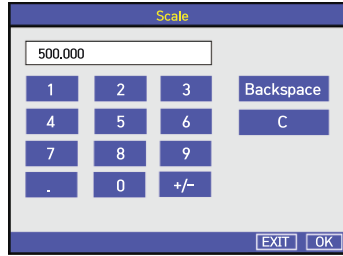 Scale
500.000
1 2 3 Backspace
4 5 6 C
7 8 9
. 0 +/-
EXIT OK